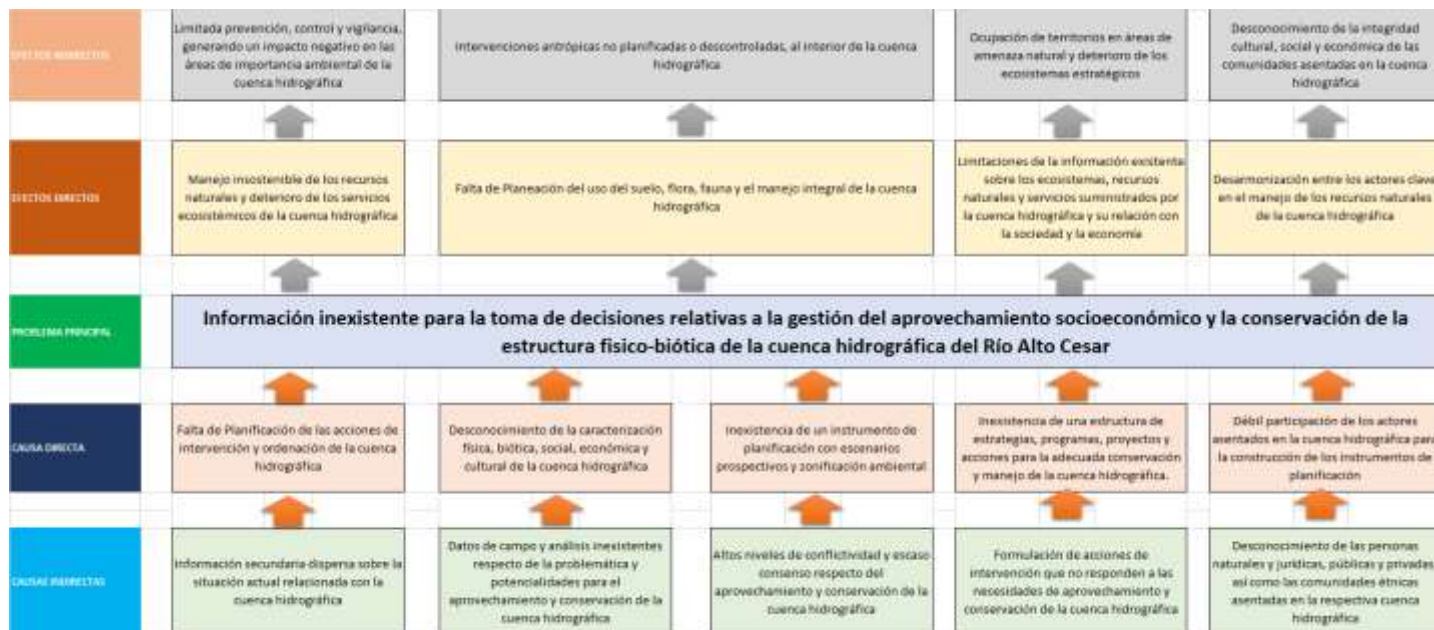 EFECTOS INDIRECTOS
Limitada prevención, control y vigilancia,
generando un impacto negativo en las
áreas de importancia ambiental de la
cuenca hidrográfica
Intervenciones antrópicas no planificadas o descontroladas, al interior de la cuenca
hidrográfica
Ocupación de territorios en áreas de
amenaza natural y deterioro de los
ecosistemas estratégicos
Desconocimiento de la integridad
cultural, social y económica de las
comunidades asentadas en la cuenca
hidrográfica
EFECTOS DIRECTOS
Manejo insostenible de los recursos
naturales y deterioro de los servicios
ecosistémicos de la cuenca hidrográfica
Falta de Planeación del uso del suelo, flora, fauna y el manejo integral de la cuenca
hidrográfica
Limitaciones de la información existente
sobre los ecosistemas, recursos
naturales y servicios suministrados por
la cuenca hidrográfica y su relación con
la sociedad y la economía
Desarmonización entre los actores clave
en el manejo de los recursos naturales
de la cuenca hidrográfica
PROBLEMA PRINCIPAL
Información inexistente para la toma de decisiones relativas a la gestión del aprovechamiento socioeconómico y la conservación de la
estructura fisico-biótica de la cuenca hidrográfica del Río Alto Cesar
CAUSA DIRECTA
Falta de Planificación de las acciones de
intervención y ordenación de la cuenca
hidrográfica
Desconocimiento de la caracterización
física, biótica, social, económica y
cultural de la cuenca hidrográfica
Inexistencia de un instrumento de
planificación con escenarios
prospectivos y zonificación ambiental
Inexistencia de una estructura de
estrategias, programas, proyectos y
acciones para la adecuada conservación
y manejo de la cuenca hidrográfica.
Débil participación de los actores
asentados en la cuenca hidrográfica para
la construcción de los instrumentos de
planificación
CAUSAS INDIRECTAS
Información secundaria dispersa sobre la
situación actual relacionada con la
cuenca hidrográfica
Datos de campo y análisis inexistentes
respecto de la problemática y
potencialidades para el
aprovechamiento y conservación de la
cuenca hidrográfica
Altos niveles de conflictividad y escaso
consenso respecto del
aprovechamiento y conservación de la
cuenca hidrográfica
Formulación de acciones de
intervención que no responden a las
necesidades de aprovechamiento y
conservación de la cuenca hidrográfica
Desconocimiento de las personas
naturales y jurídicas, públicas y privadas
así como las comunidades étnicas
asentadas en la respectiva cuenca
hidrográfica